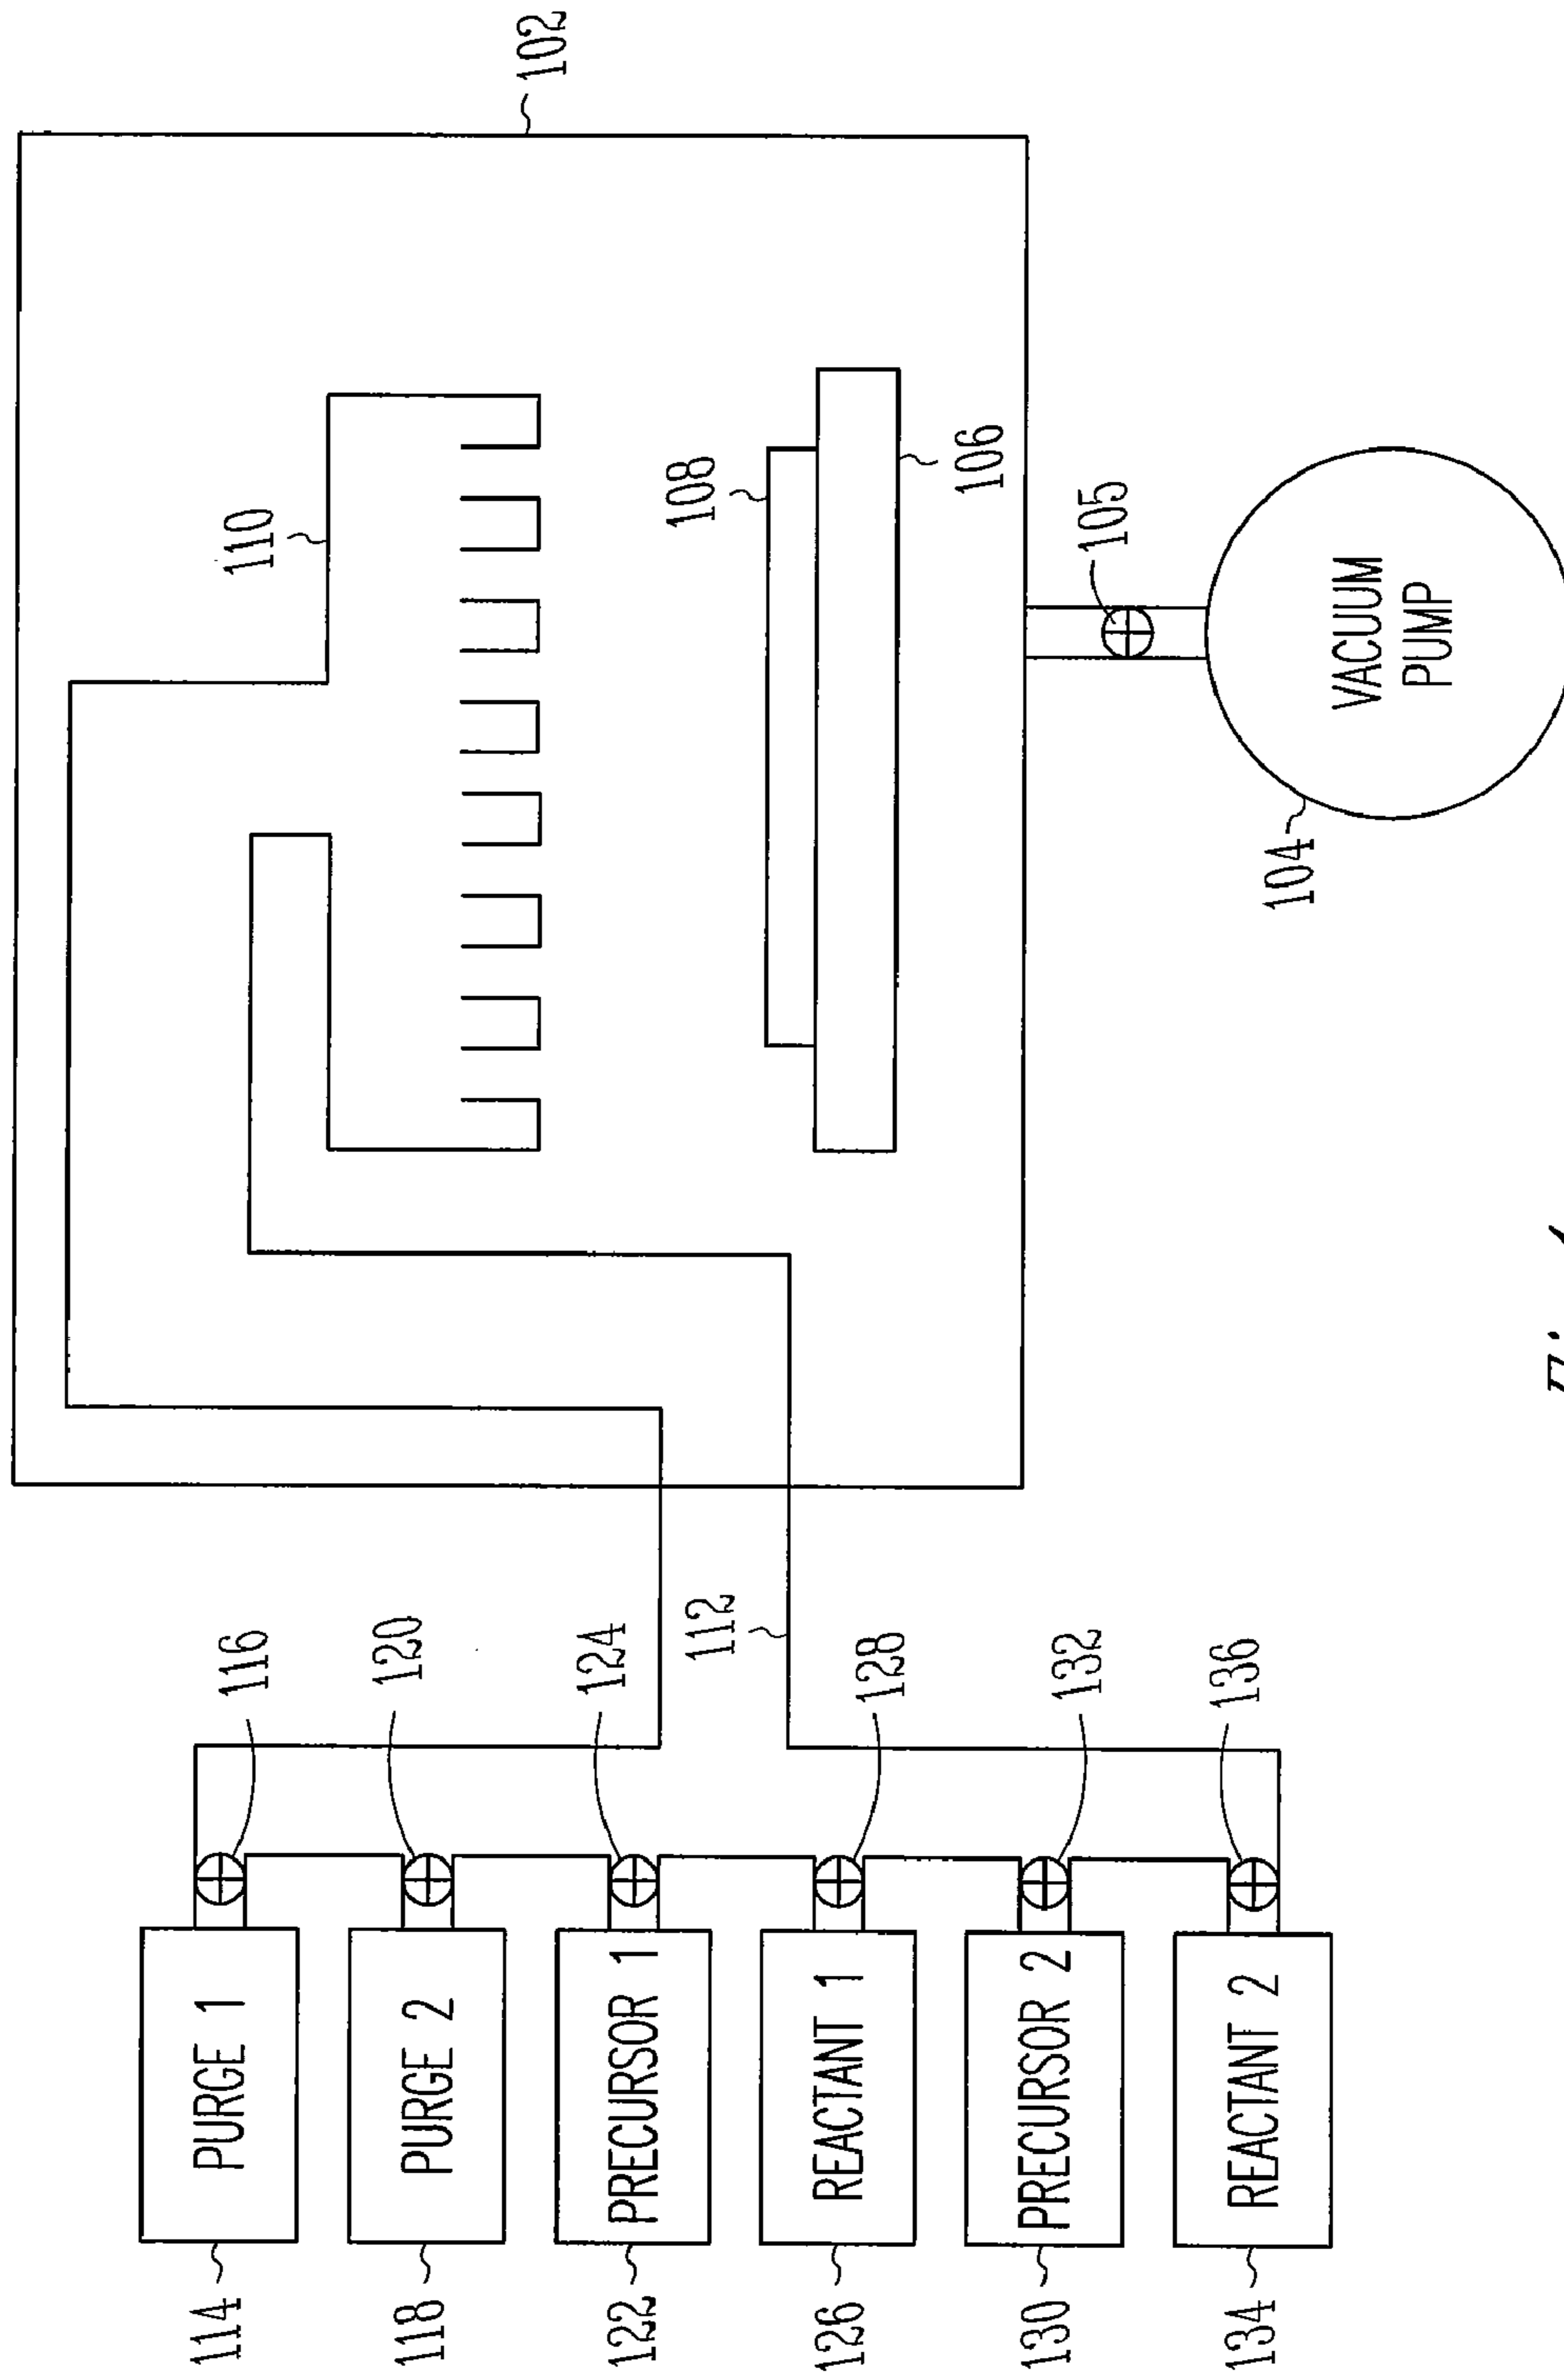 102
110
108
106
105
VACUUM
PUMP
104
112
116
120
124
128
132
136
PURGE 1
PURGE 2
PRECURSOR 1
REACTANT 1
PRECURSOR 2
REACTANT 2
114
118
122
126
130
134